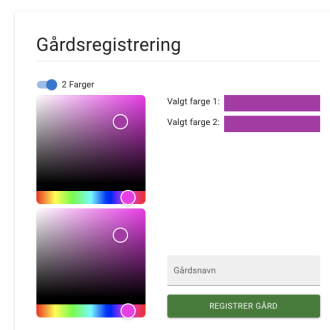 Gårdsregistrering
2 Farger
Valgt farge 1:
Valgt farge 2:
Gårdsnavn
REGISTRER GÅRD